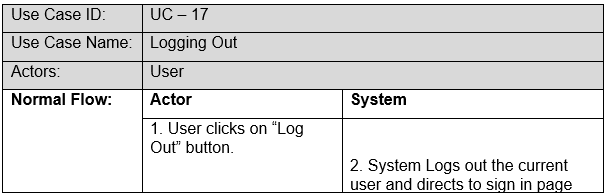 Use Case ID: UC – 17
Use Case Name: Logging Out
Actors: User
Normal Flow: Actor System
1. User clicks on “Log
Out” button.
2. System Logs out the current
user and directs to sign in page